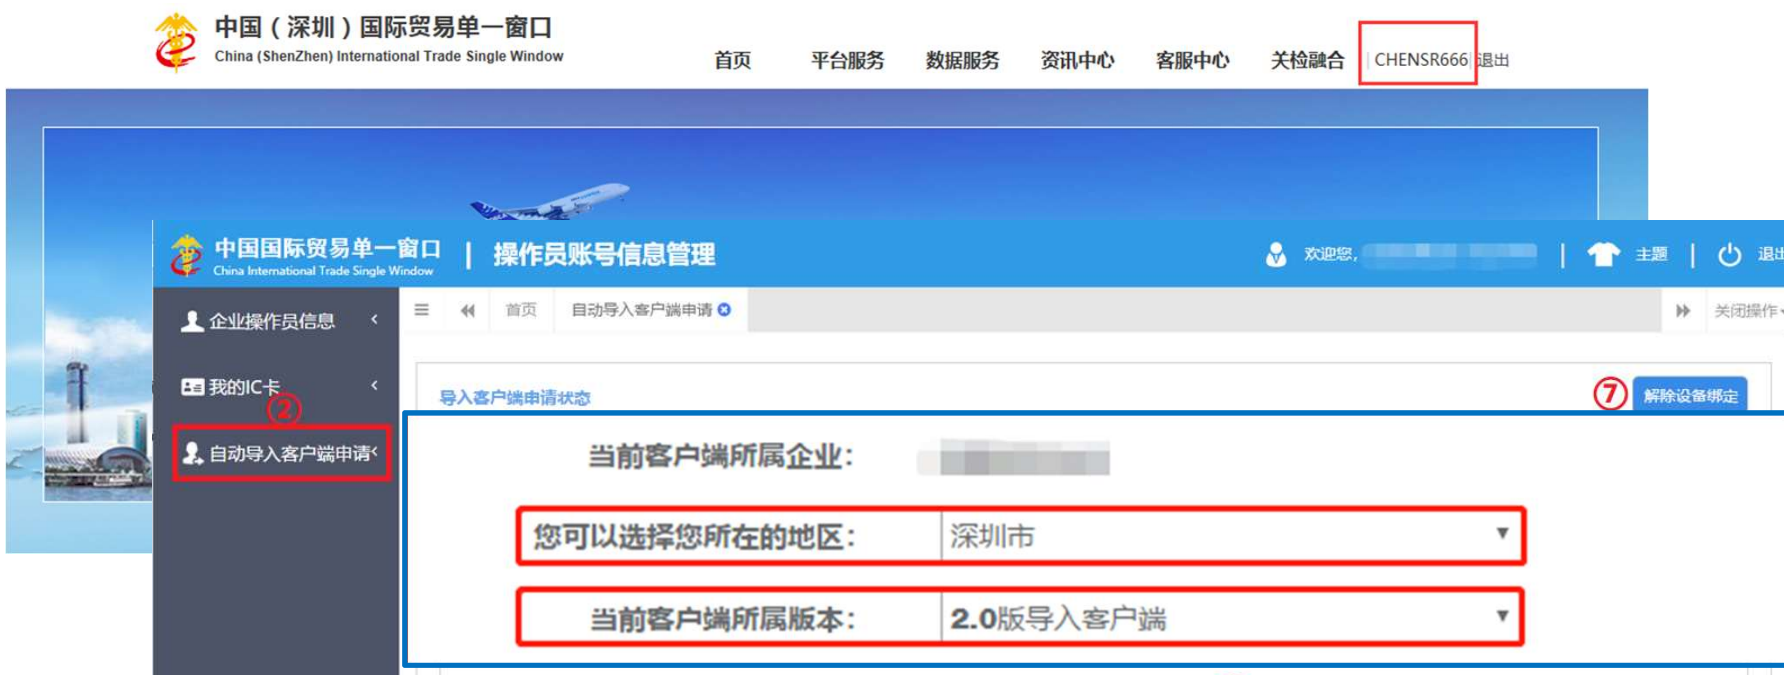 中国（深圳）国际贸易单一窗口
China (ShenZhen) International Trade Single Window
首页 平台服务 数据服务 资讯中心 客服中心 关检融合 | CHENSR666| 退出
中国国际贸易单一窗口 | 操作员账号信息管理
China International Trade Single Window
欢迎您, | 主题 | 退出
企业操作员信息
首页 自动导入客户端申请 关闭操作
我的IC卡
②
导入客户端申请状态
⑦ 解除设备绑定
自动导入客户端申请
当前客户端所属企业：
您可以选择您所在的地区： 深圳市
当前客户端所属版本： 2.0版导入客户端